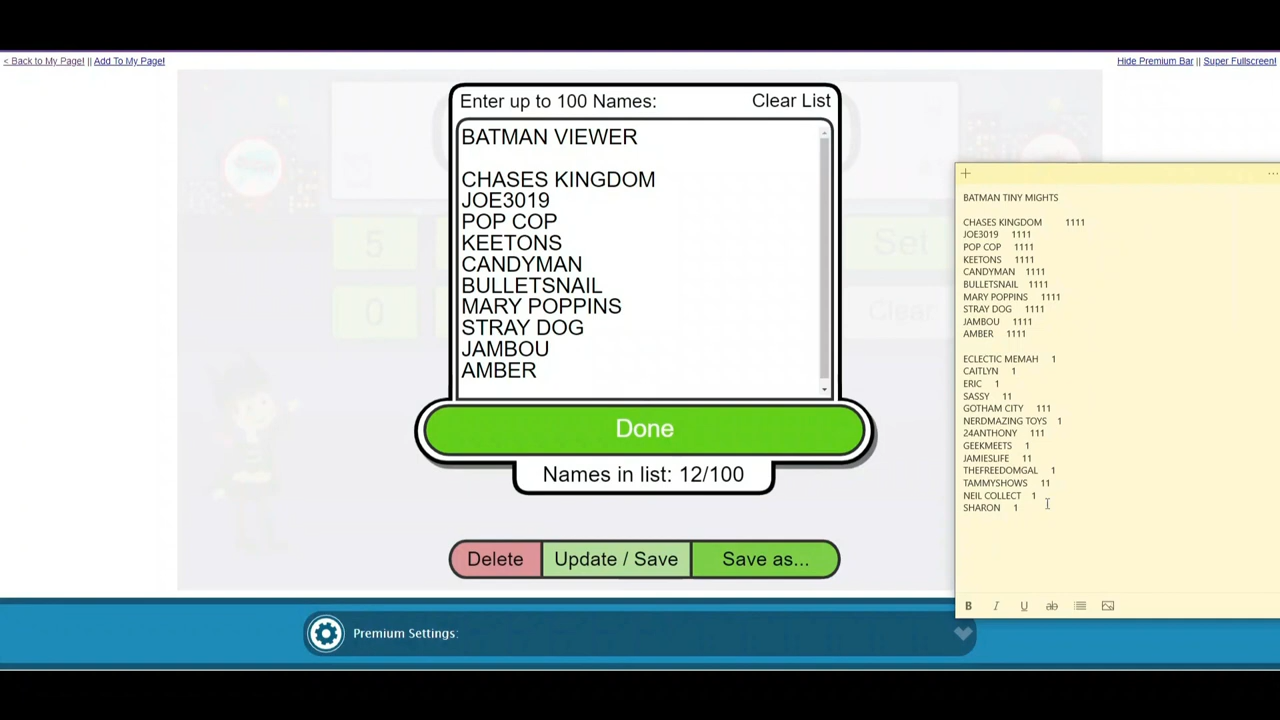 < Back to My Page! || Add To My Page!
Hide Premium Bar || Super Fullscreen!
Enter up to 100 Names: Clear List
BATMAN VIEWER
CHASES KINGDOM
JOE3019
POP COP
KEETONS
CANDYMAN
BULLETSNAIL
MARY POPPINS
STRAY DOG
JAMBOU
AMBER
Done
Names in list: 12/100
Delete Update / Save Save as...
5 Set
0 Clear
Premium Settings:
BATMAN TINY MIGHTS
CHASES KINGDOM 1111
JOE3019 1111
POP COP 1111
KEETONS 1111
CANDYMAN 1111
BULLETSNAIL 1111
MARY POPPINS 1111
STRAY DOG 1111
JAMBOU 1111
AMBER 1111
ECLECTIC MEMAH 1
CAITLYN 1
ERIC 1
SASSY 11
GOTHAM CITY 111
NERDMAZING TOYS 1
24ANTHONY 111
GEEKMEETS 1
JAMIESLIFE 11
THEFREEDOMGAL 1
TAMMYSHOWS 11
NEIL COLLECT 1
SHARON 1
B I U ab